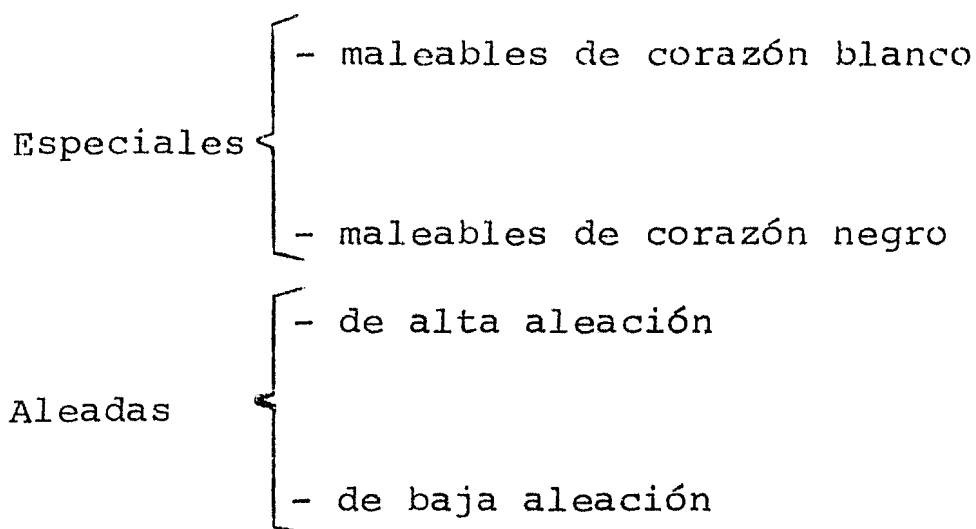 - maleables de corazón blanco
Especiales
- maleables de corazón negro
- de alta aleación
Aleadas
- de baja aleación